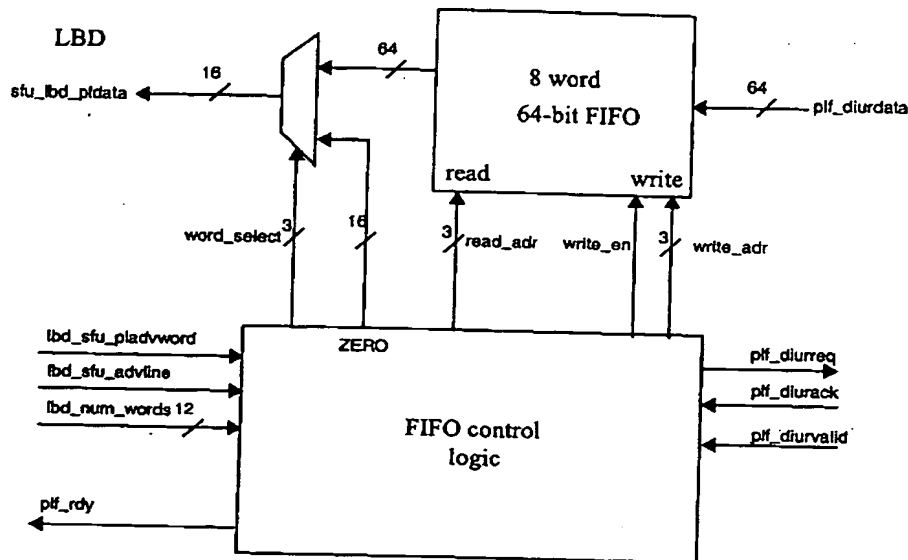 LBD
64
8 word
16
sfu_lbd_pldata
64
64-bit FIFO
plf_diurdata
read
write
word_select
3
16
3
read_adr
write_en
3
write_adr
lbd_sfu_pladvword
ZERO
plf_diurreq
lbd_sfu_advline
plf_diurack
lbd_num_words
12
FIFO control
logic
plf_diurvalid
plf_rdy